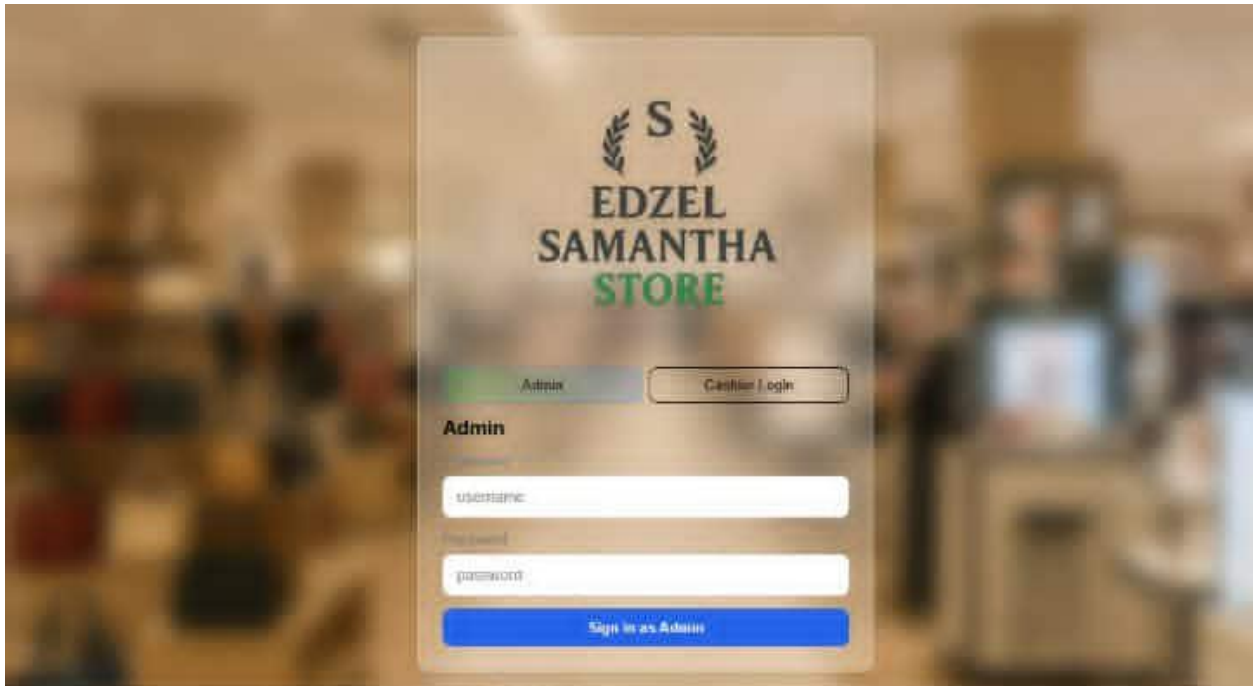 S
EDZEL
SAMANTHA
STORE
Admin
Cashier Login
Admin
username
Password
password
Sign in as Admin